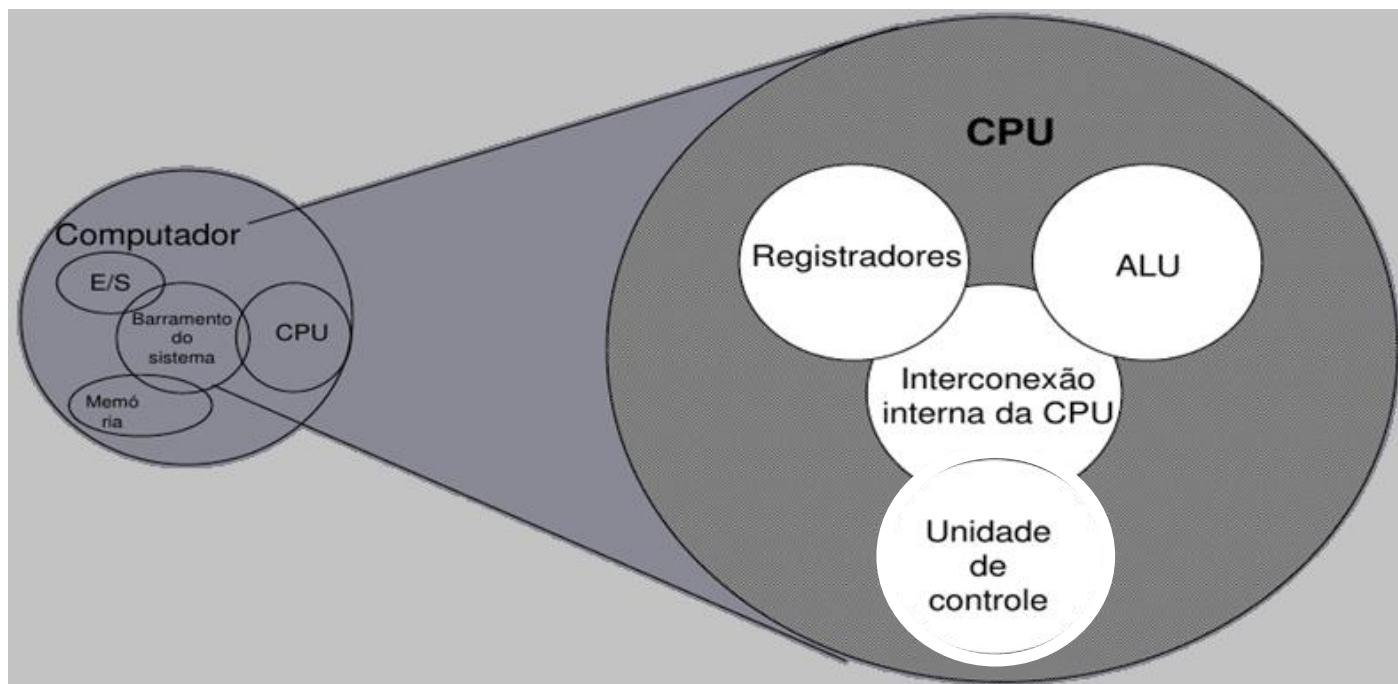 Computador
E/S
Barramento
do
sistema
CPU
Memó
ria
CPU
Registradores
ALU
Interconexão
interna da CPU
Unidade
de
controle